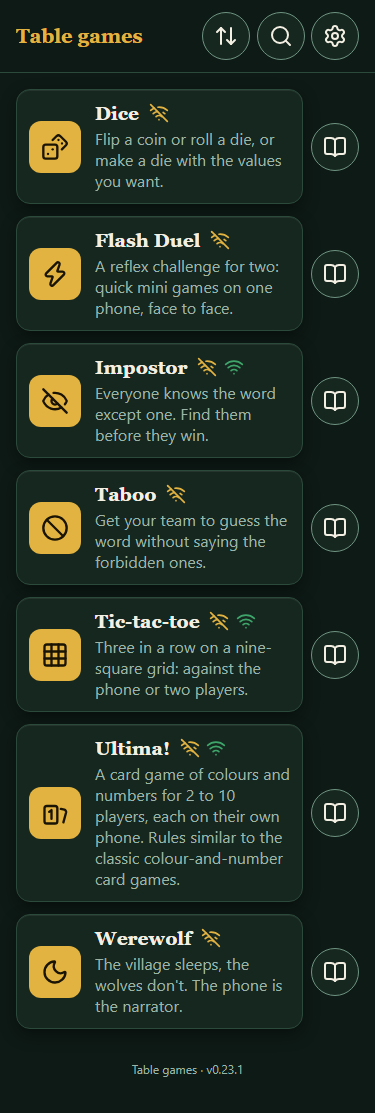 Table games
Dice
Flip a coin or roll a die, or
make a die with the values
you want.
Flash Duel
A reflex challenge for two:
quick mini games on one
phone, face to face.
Impostor
Everyone knows the word
except one. Find them
before they win.
Taboo
Get your team to guess the
word without saying the
forbidden ones.
Tic-tac-toe
Three in a row on a nine-
square grid: against the
phone or two players.
Ultima!
1
A card game of colours and
numbers for 2 to 10
players, each on their own
phone. Rules similar to the
classic colour-and-number
card games.
Werewolf
The village sleeps, the
wolves don't. The phone is
the narrator.
Table games · v0.23.1